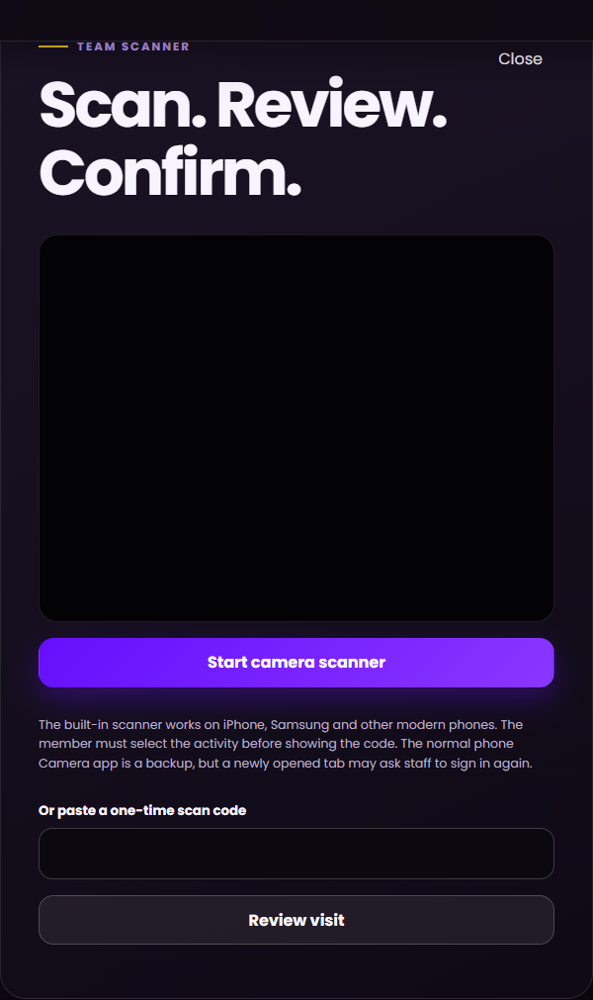 TEAM SCANNER
Close
Scan. Review.
Confirm.
Start camera scanner
The built-in scanner works on iPhone, Samsung and other modern phones. The
member must select the activity before showing the code. The normal phone
Camera app is a backup, but a newly opened tab may ask staff to sign in again.
Or paste a one-time scan code
Review visit